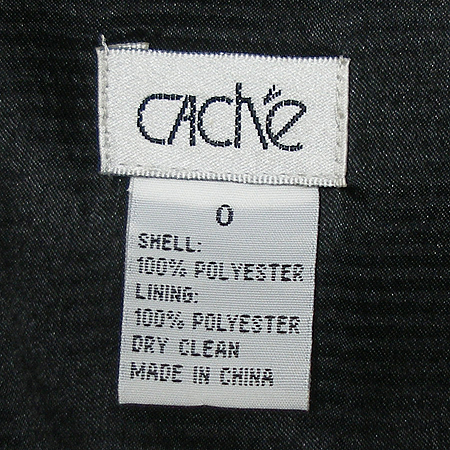 caché
0
SHELL:
100% POLYESTER
LINING:
100% POLYESTER
DRY CLEAN
MADE IN CHINA